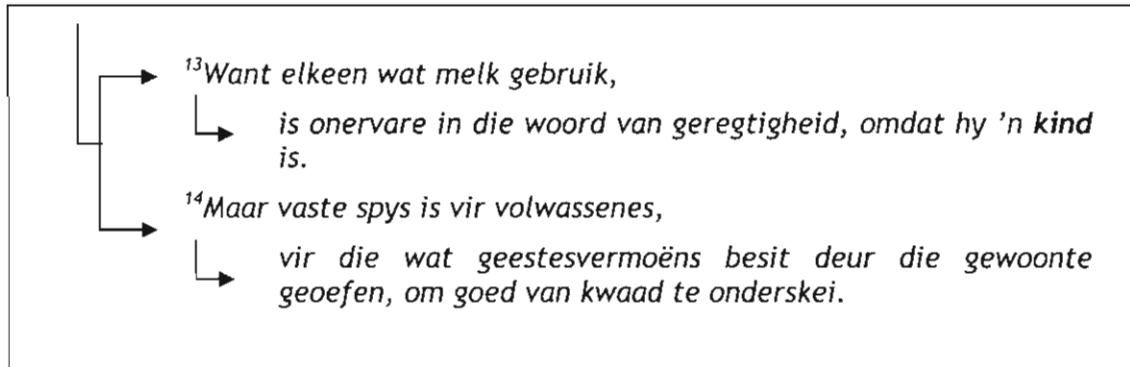 ¹³Want elkeen wat melk gebruik,
is onervare in die woord van geregtigheid, omdat hy 'n kind
is.
¹⁴Maar vaste spys is vir volwassenes,
vir die wat geestesvermoëns besit deur die gewoonte
geoefen, om goed van kwaad te onderskei.